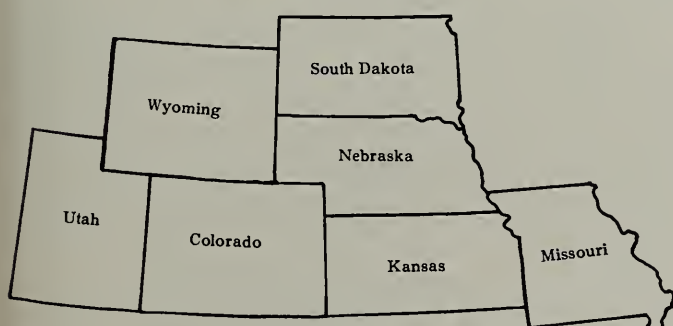 South Dakota
Wyoming
Nebraska
Utah
Colorado
Kansas
Missouri